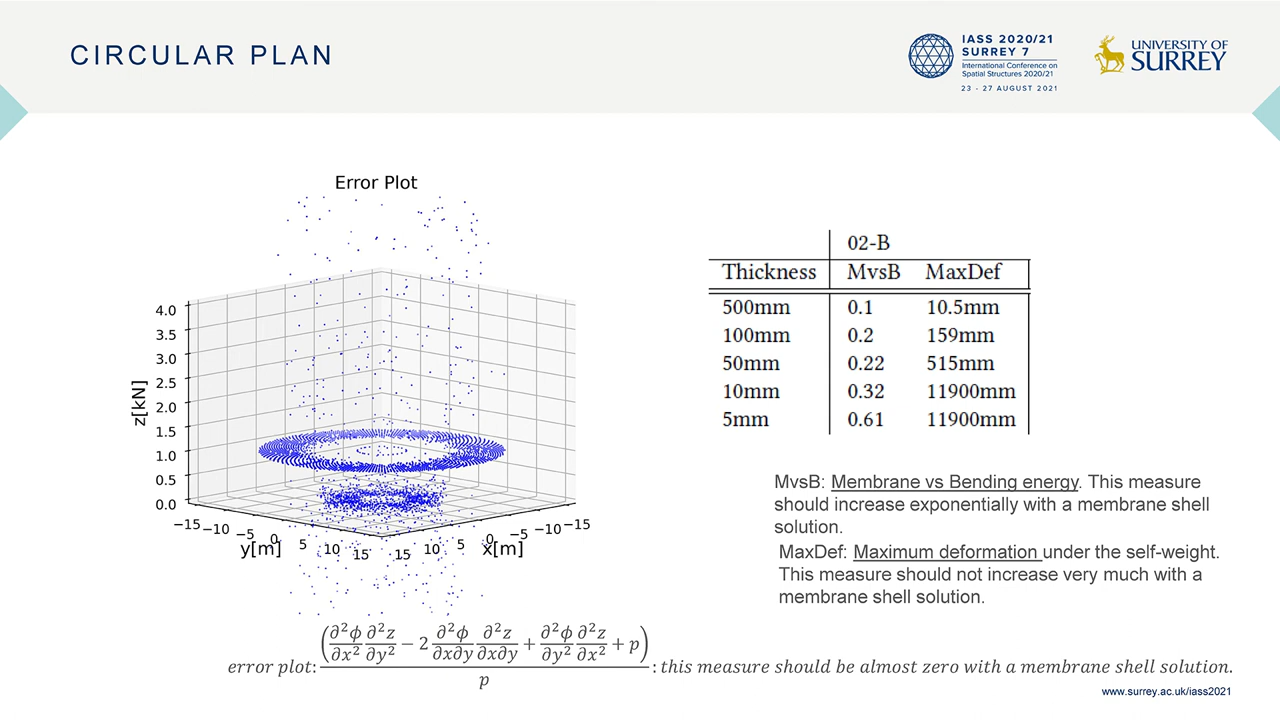 CIRCULAR PLAN
IASS 2020/21
SURREY 7
International Conference on
Spatial Structures 2020/21
23 - 27 AUGUST 2021
UNIVERSITY OF
SURREY
Error Plot
z[kN]
4.0
3.5
3.0
2.5
2.0
1.5
1.0
0.5
0.0
−15 −10 −5 0 5 10 15
y[m]
15 10 5 0 −5 −10 −15
x[m]
02-B
Thickness MvsB MaxDef
500mm 0.1 10.5mm
100mm 0.2 159mm
50mm 0.22 515mm
10mm 0.32 11900mm
5mm 0.61 11900mm
MvsB: Membrane vs Bending energy. This measure
should increase exponentially with a membrane shell
solution.
MaxDef: Maximum deformation under the self-weight.
This measure should not increase very much with a
membrane shell solution.
error plot: (∂²ϕ/∂x² ∂²z/∂y² − 2 ∂²ϕ/∂x∂y ∂²z/∂x∂y + ∂²ϕ/∂y² ∂²z/∂x² + p) / p : this measure should be almost zero with a membrane shell solution.
www.surrey.ac.uk/iass2021